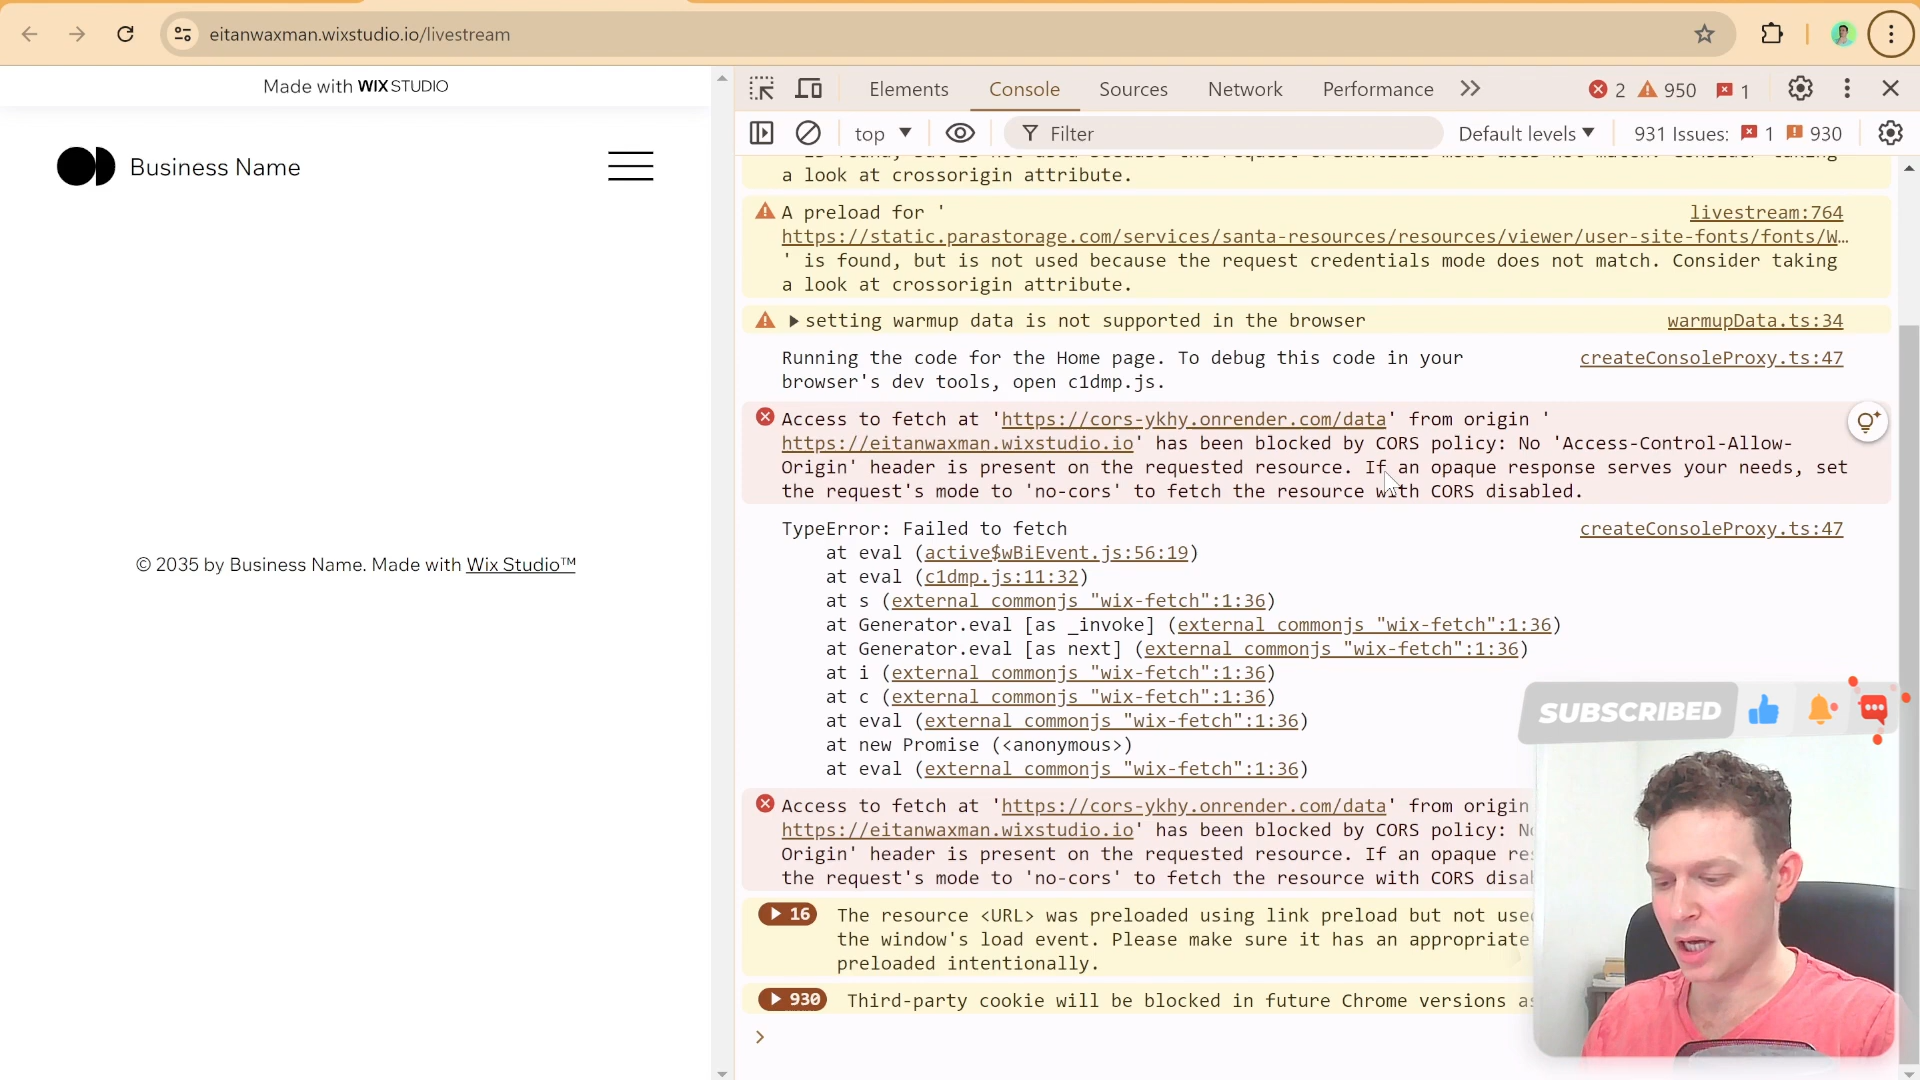 eitanwaxman.wixstudio.io/livestream
Made with WIX STUDIO
Business Name
© 2035 by Business Name. Made with Wix Studio™
Elements Console Sources Network Performance 2 950 1
top Filter Default levels 931 Issues: 1 930
a look at crossorigin attribute.
A preload for ' livestream:764
https://static.parastorage.com/services/santa-resources/resources/viewer/user-site-fonts/fonts/W…
' is found, but is not used because the request credentials mode does not match. Consider taking
a look at crossorigin attribute.
setting warmup data is not supported in the browser warmupData.ts:34
Running the code for the Home page. To debug this code in your createConsoleProxy.ts:47
browser's dev tools, open c1dmp.js.
Access to fetch at 'https://cors-ykhy.onrender.com/data' from origin '
https://eitanwaxman.wixstudio.io' has been blocked by CORS policy: No 'Access-Control-Allow-
Origin' header is present on the requested resource. If an opaque response serves your needs, set
the request's mode to 'no-cors' to fetch the resource with CORS disabled.
TypeError: Failed to fetch createConsoleProxy.ts:47
at eval (active$wBiEvent.js:56:19)
at eval (c1dmp.js:11:32)
at s (external commonjs "wix-fetch":1:36)
at Generator.eval [as _invoke] (external commonjs "wix-fetch":1:36)
at Generator.eval [as next] (external commonjs "wix-fetch":1:36)
at i (external commonjs "wix-fetch":1:36)
at c (external commonjs "wix-fetch":1:36)
at eval (external commonjs "wix-fetch":1:36)
at new Promise (<anonymous>)
at eval (external commonjs "wix-fetch":1:36)
SUBSCRIBED
Access to fetch at 'https://cors-ykhy.onrender.com/data' from origin
https://eitanwaxman.wixstudio.io' has been blocked by CORS policy:
Origin' header is present on the requested resource. If an opaque
the request's mode to 'no-cors' to fetch the resource with CORS
16 The resource <URL> was preloaded using link preload but not
the window's load event. Please make sure it has an appropriate
preloaded intentionally.
930 Third-party cookie will be blocked in future Chrome versions